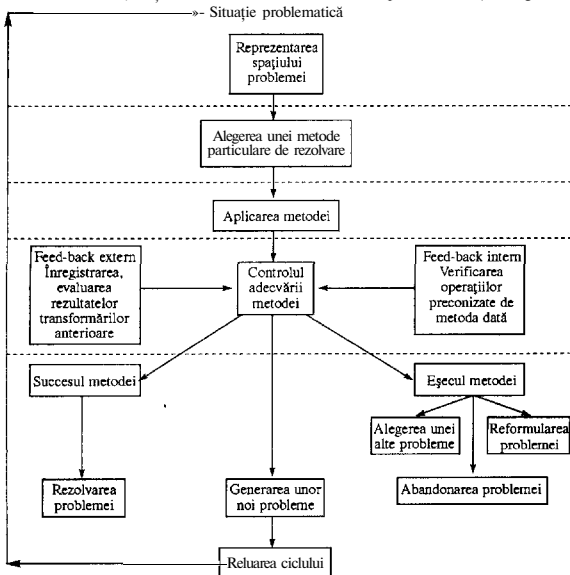 »- Situație problematică
Reprezentarea
spaţiului
problemei
Alegerea unei metode
particulare de rezolvare
Aplicarea metodei
Feed-back extern
Înregistrarea,
evaluarea
rezultatelor
transformărilor
anterioare
Controlul
adecvării
metodei
Feed-back intern
Verificarea
operaţiilor
preconizate de
metoda dată
Succesul metodei
Eşecul metodei
Alegerea unei
alte probleme
Reformularea
problemei
Rezolvarea
problemei
Generarea unor
noi probleme
Abandonarea problemei
Reluarea ciclului